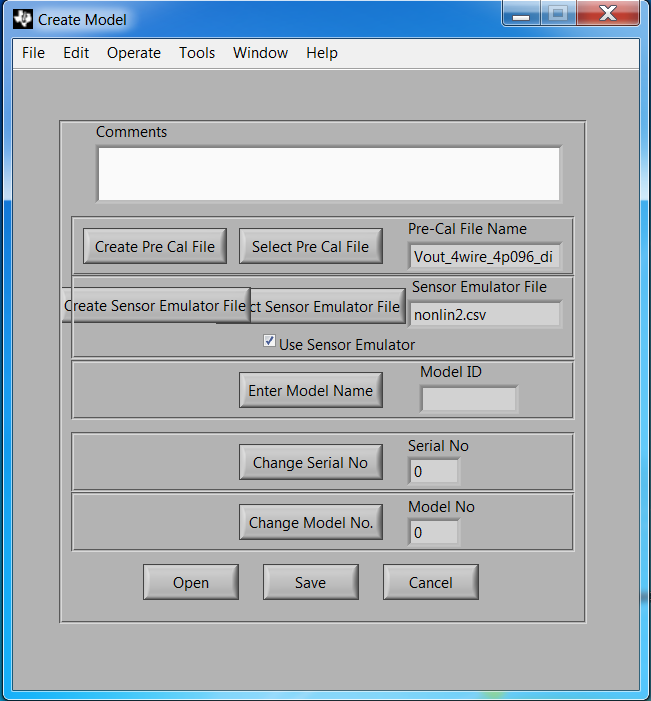 Create Model
File Edit Operate Tools Window Help
Comments
Create Pre Cal File Select Pre Cal File
Pre-Cal File Name
Vout_4wire_4p096_di
Create Sensor Emulator File ct Sensor Emulator File
Sensor Emulator File
nonlin2.csv
Use Sensor Emulator
Enter Model Name
Model ID
Change Serial No
Serial No
0
Change Model No.
Model No
0
Open Save Cancel